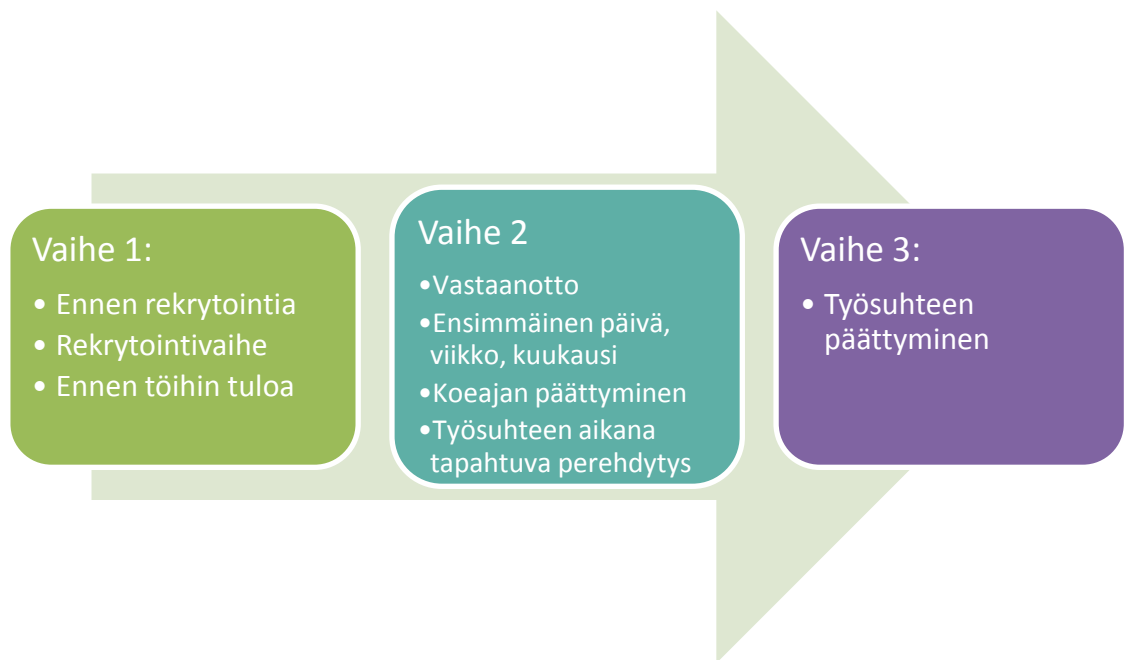 Vaihe 1:
• Ennen rekrytointia
• Rekrytointivaihe
• Ennen töihin tuloa
Vaihe 2
•Vastaanotto
•Ensimmäinen päivä,
viikko, kuukausi
•Koeajan päättyminen
•Työsuhteen aikana
tapahtuva perehdytys
Vaihe 3:
• Työsuhteen
päättyminen